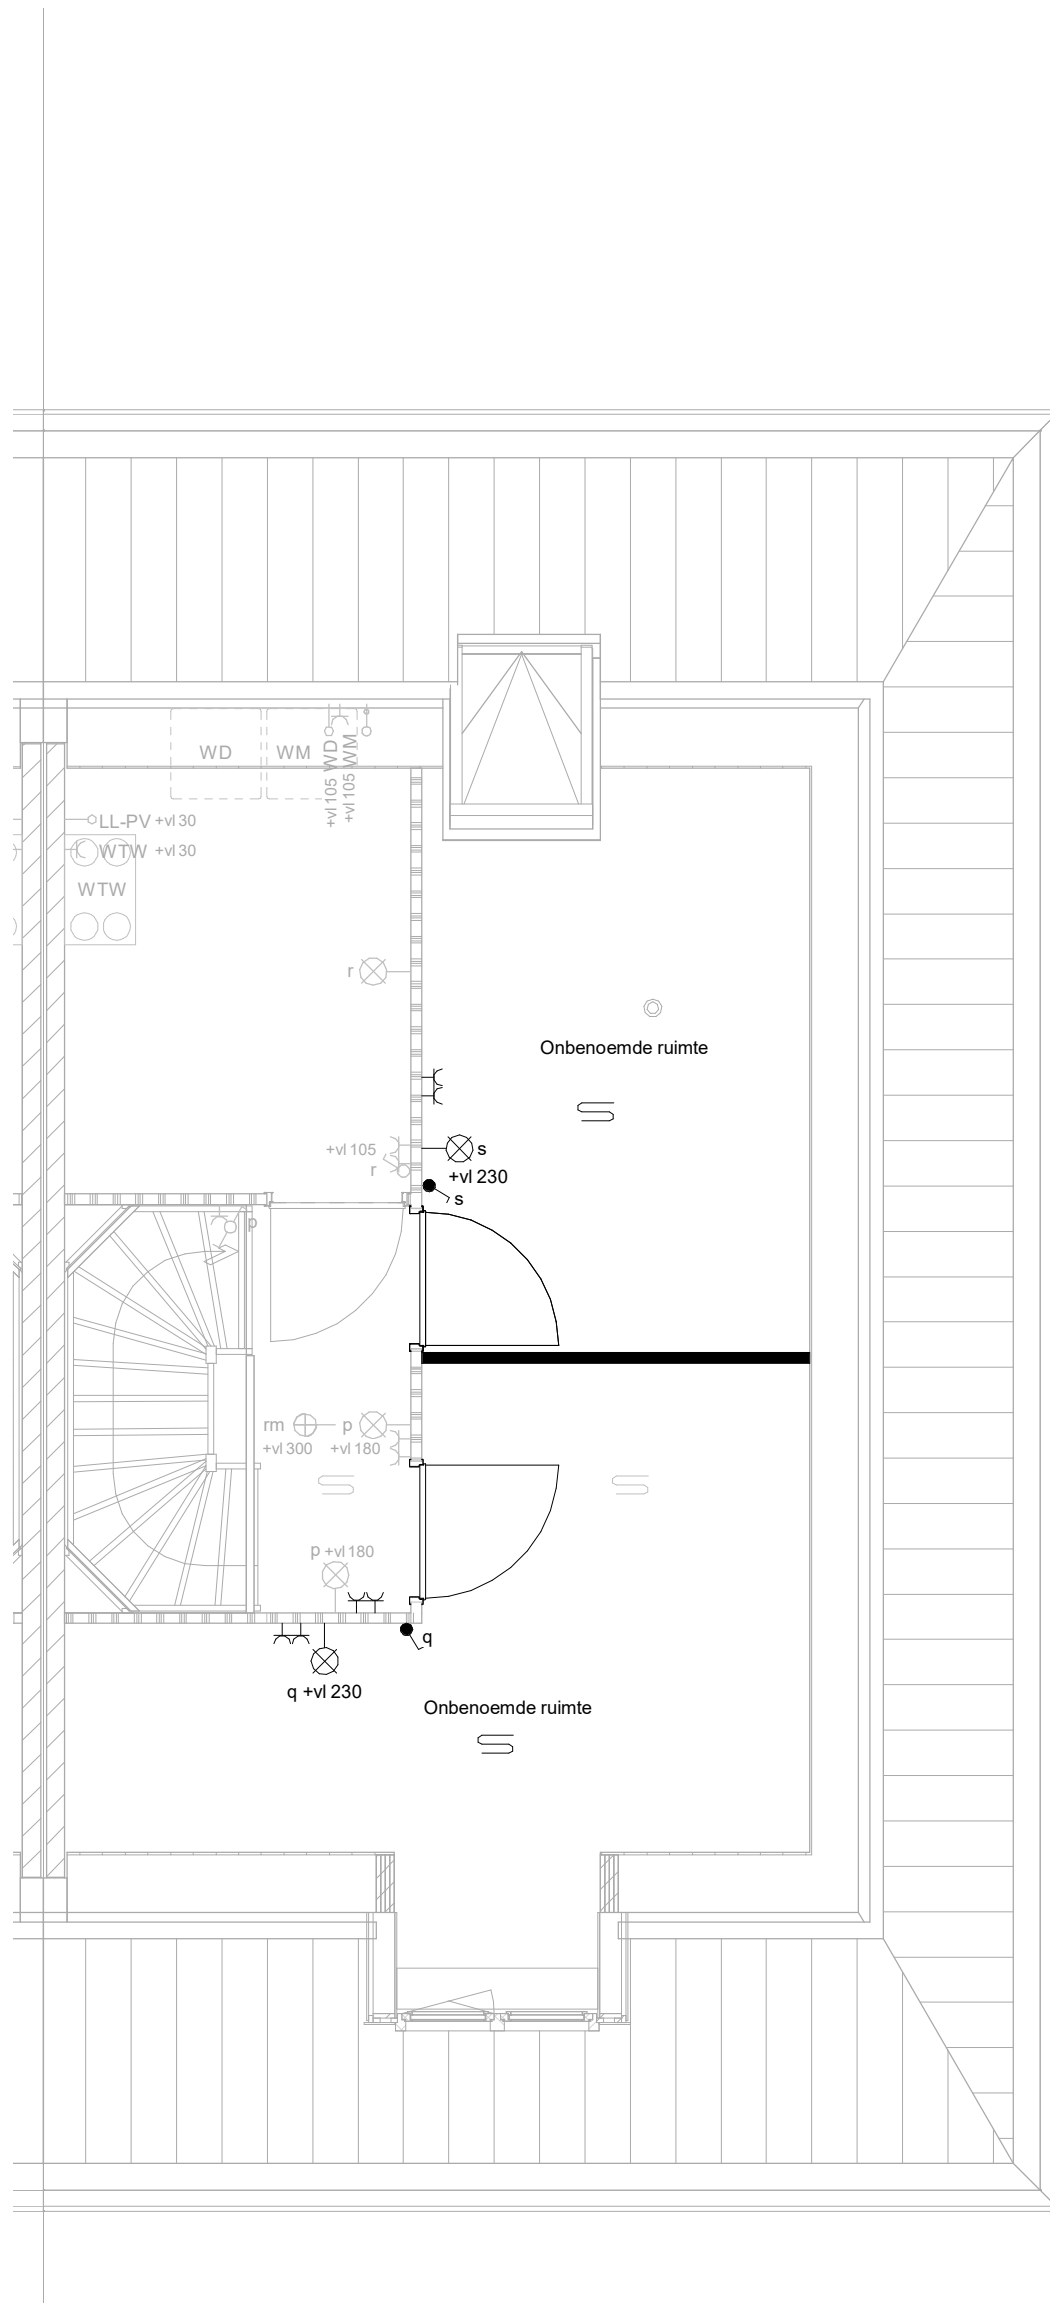 WD
WM
+vl 105 WD
+vl 105 WM
LL-PV +vl 30
WTW +vl 30
WTW
r
Onbenoemde ruimte
+vl 105
s
r
+vl 230
s
p
rm
p
+vl 300
+vl 180
p +vl 180
q
q +vl 230
Onbenoemde ruimte